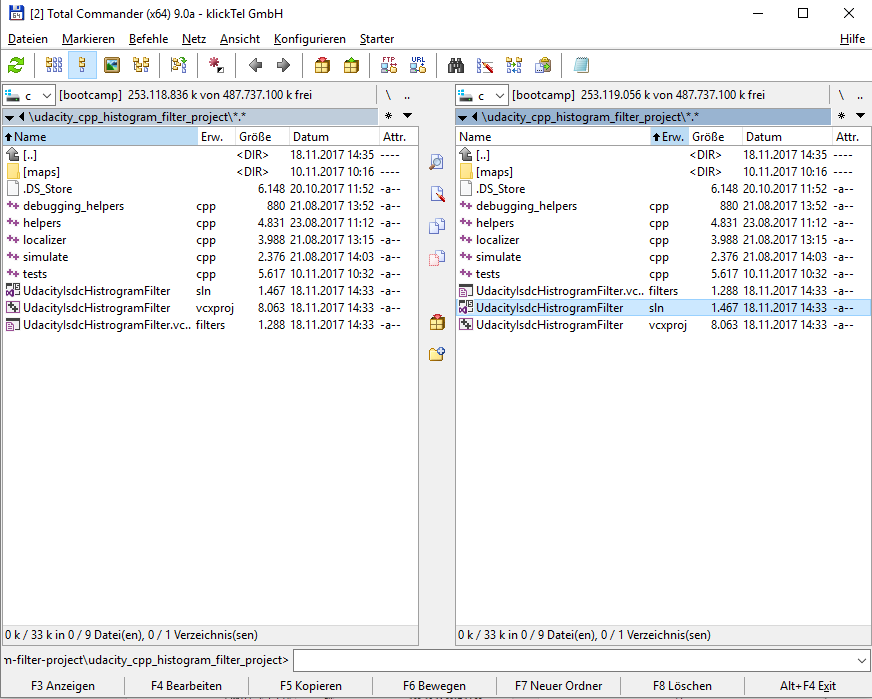 [2] Total Commander (x64) 9.0a - klickTel GmbH
Dateien Markieren Befehle Netz Ansicht Konfigurieren Starter Hilfe
FTP URL
c [bootcamp] 253.118.836 k von 487.737.100 k frei \ ..
\udacity_cpp_histogram_filter_project\*.* * 
Name Erw. Größe Datum Attr.
[..] <DIR> 18.11.2017 14:35 ----
[maps] <DIR> 10.11.2017 10:16 ----
.DS_Store 6.148 20.10.2017 11:52 -a--
debugging_helpers cpp 880 21.08.2017 13:52 -a--
helpers cpp 4.831 23.08.2017 11:12 -a--
localizer cpp 3.988 21.08.2017 13:15 -a--
simulate cpp 2.376 21.08.2017 14:03 -a--
tests cpp 5.617 10.11.2017 10:32 -a--
UdacityIsdcHistrogramFilter sln 1.467 18.11.2017 14:33 -a--
UdacityIsdcHistrogramFilter vcxproj 8.063 18.11.2017 14:33 -a--
UdacityIsdcHistrogramFilter.vc.. filters 1.288 18.11.2017 14:33 -a--
0 k / 33 k in 0 / 9 Datei(en), 0 / 1 Verzeichnis(sen)
c [bootcamp] 253.119.056 k von 487.737.100 k frei \ ..
\udacity_cpp_histogram_filter_project\*.* *
Name Erw. Größe Datum Attr.
[..] <DIR> 18.11.2017 14:35 ----
[maps] <DIR> 10.11.2017 10:16 ----
.DS_Store 6.148 20.10.2017 11:52 -a--
debugging_helpers cpp 880 21.08.2017 13:52 -a--
helpers cpp 4.831 23.08.2017 11:12 -a--
localizer cpp 3.988 21.08.2017 13:15 -a--
simulate cpp 2.376 21.08.2017 14:03 -a--
tests cpp 5.617 10.11.2017 10:32 -a--
UdacityIsdcHistrogramFilter.vc.. filters 1.288 18.11.2017 14:33 -a--
UdacityIsdcHistrogramFilter sln 1.467 18.11.2017 14:33 -a--
UdacityIsdcHistrogramFilter vcxproj 8.063 18.11.2017 14:33 -a--
0 k / 33 k in 0 / 9 Datei(en), 0 / 1 Verzeichnis(sen)
m-filter-project\udacity_cpp_histogram_filter_project>
F3 Anzeigen F4 Bearbeiten F5 Kopieren F6 Bewegen F7 Neuer Ordner F8 Löschen Alt+F4 Exit